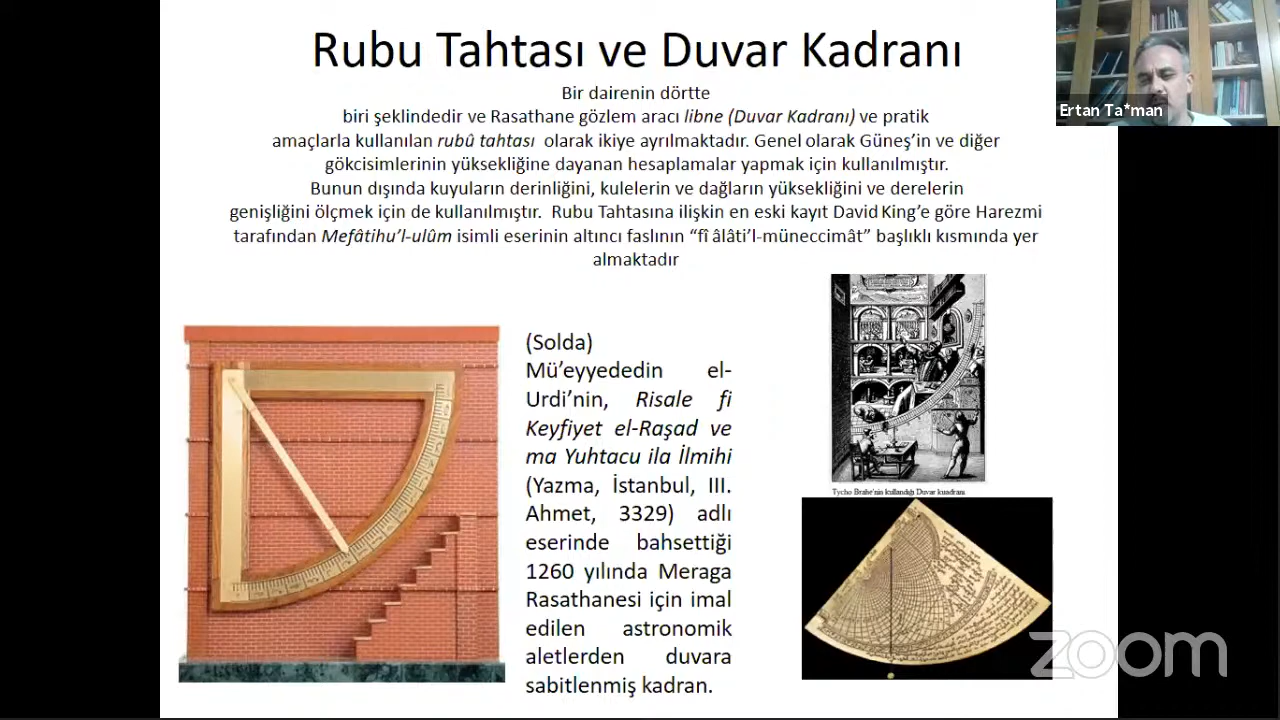 Rubu Tahtası ve Duvar Kadranı
Bir dairenin dörtte
biri şeklindedir ve Rasathane gözlem aracı libne (Duvar Kadranı) ve pratik
amaçlarla kullanılan rubû tahtası olarak ikiye ayrılmaktadır. Genel olarak Güneş’in ve diğer
gökcisimlerinin yüksekliğine dayanan hesaplamalar yapmak için kullanılmıştır.
Bunun dışında kuyuların derinliğini, kulelerin ve dağların yüksekliğini ve derelerin
genişliğini ölçmek için de kullanılmıştır. Rubu Tahtasına ilişkin en eski kayıt David King’e göre Harezmi
tarafından Mefâtihu’l-ulûm isimli eserinin altıncı faslının “fî âlâti’l-müneccimât” başlıklı kısmında yer
almaktadır
(Solda)
Mü’eyyededin el-
Urdi’nin, Risale fi
Keyfiyet el-Raşad ve
ma Yuhtacu ila İlmihi
(Yazma, İstanbul, III.
Ahmet, 3329) adlı
eserinde bahsettiği
1260 yılında Meraga
Rasathanesi için imal
edilen astronomik
aletlerden duvara
sabitlenmiş kadran.
Tycho Brahe'nin kullandığı Duvar kuadranı
Ertan Ta*man
zoom